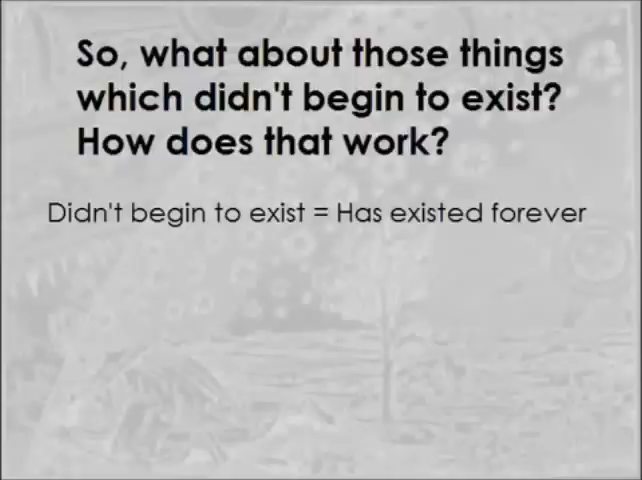 So, what about those things
which didn't begin to exist?
How does that work?
Didn't begin to exist = Has existed forever